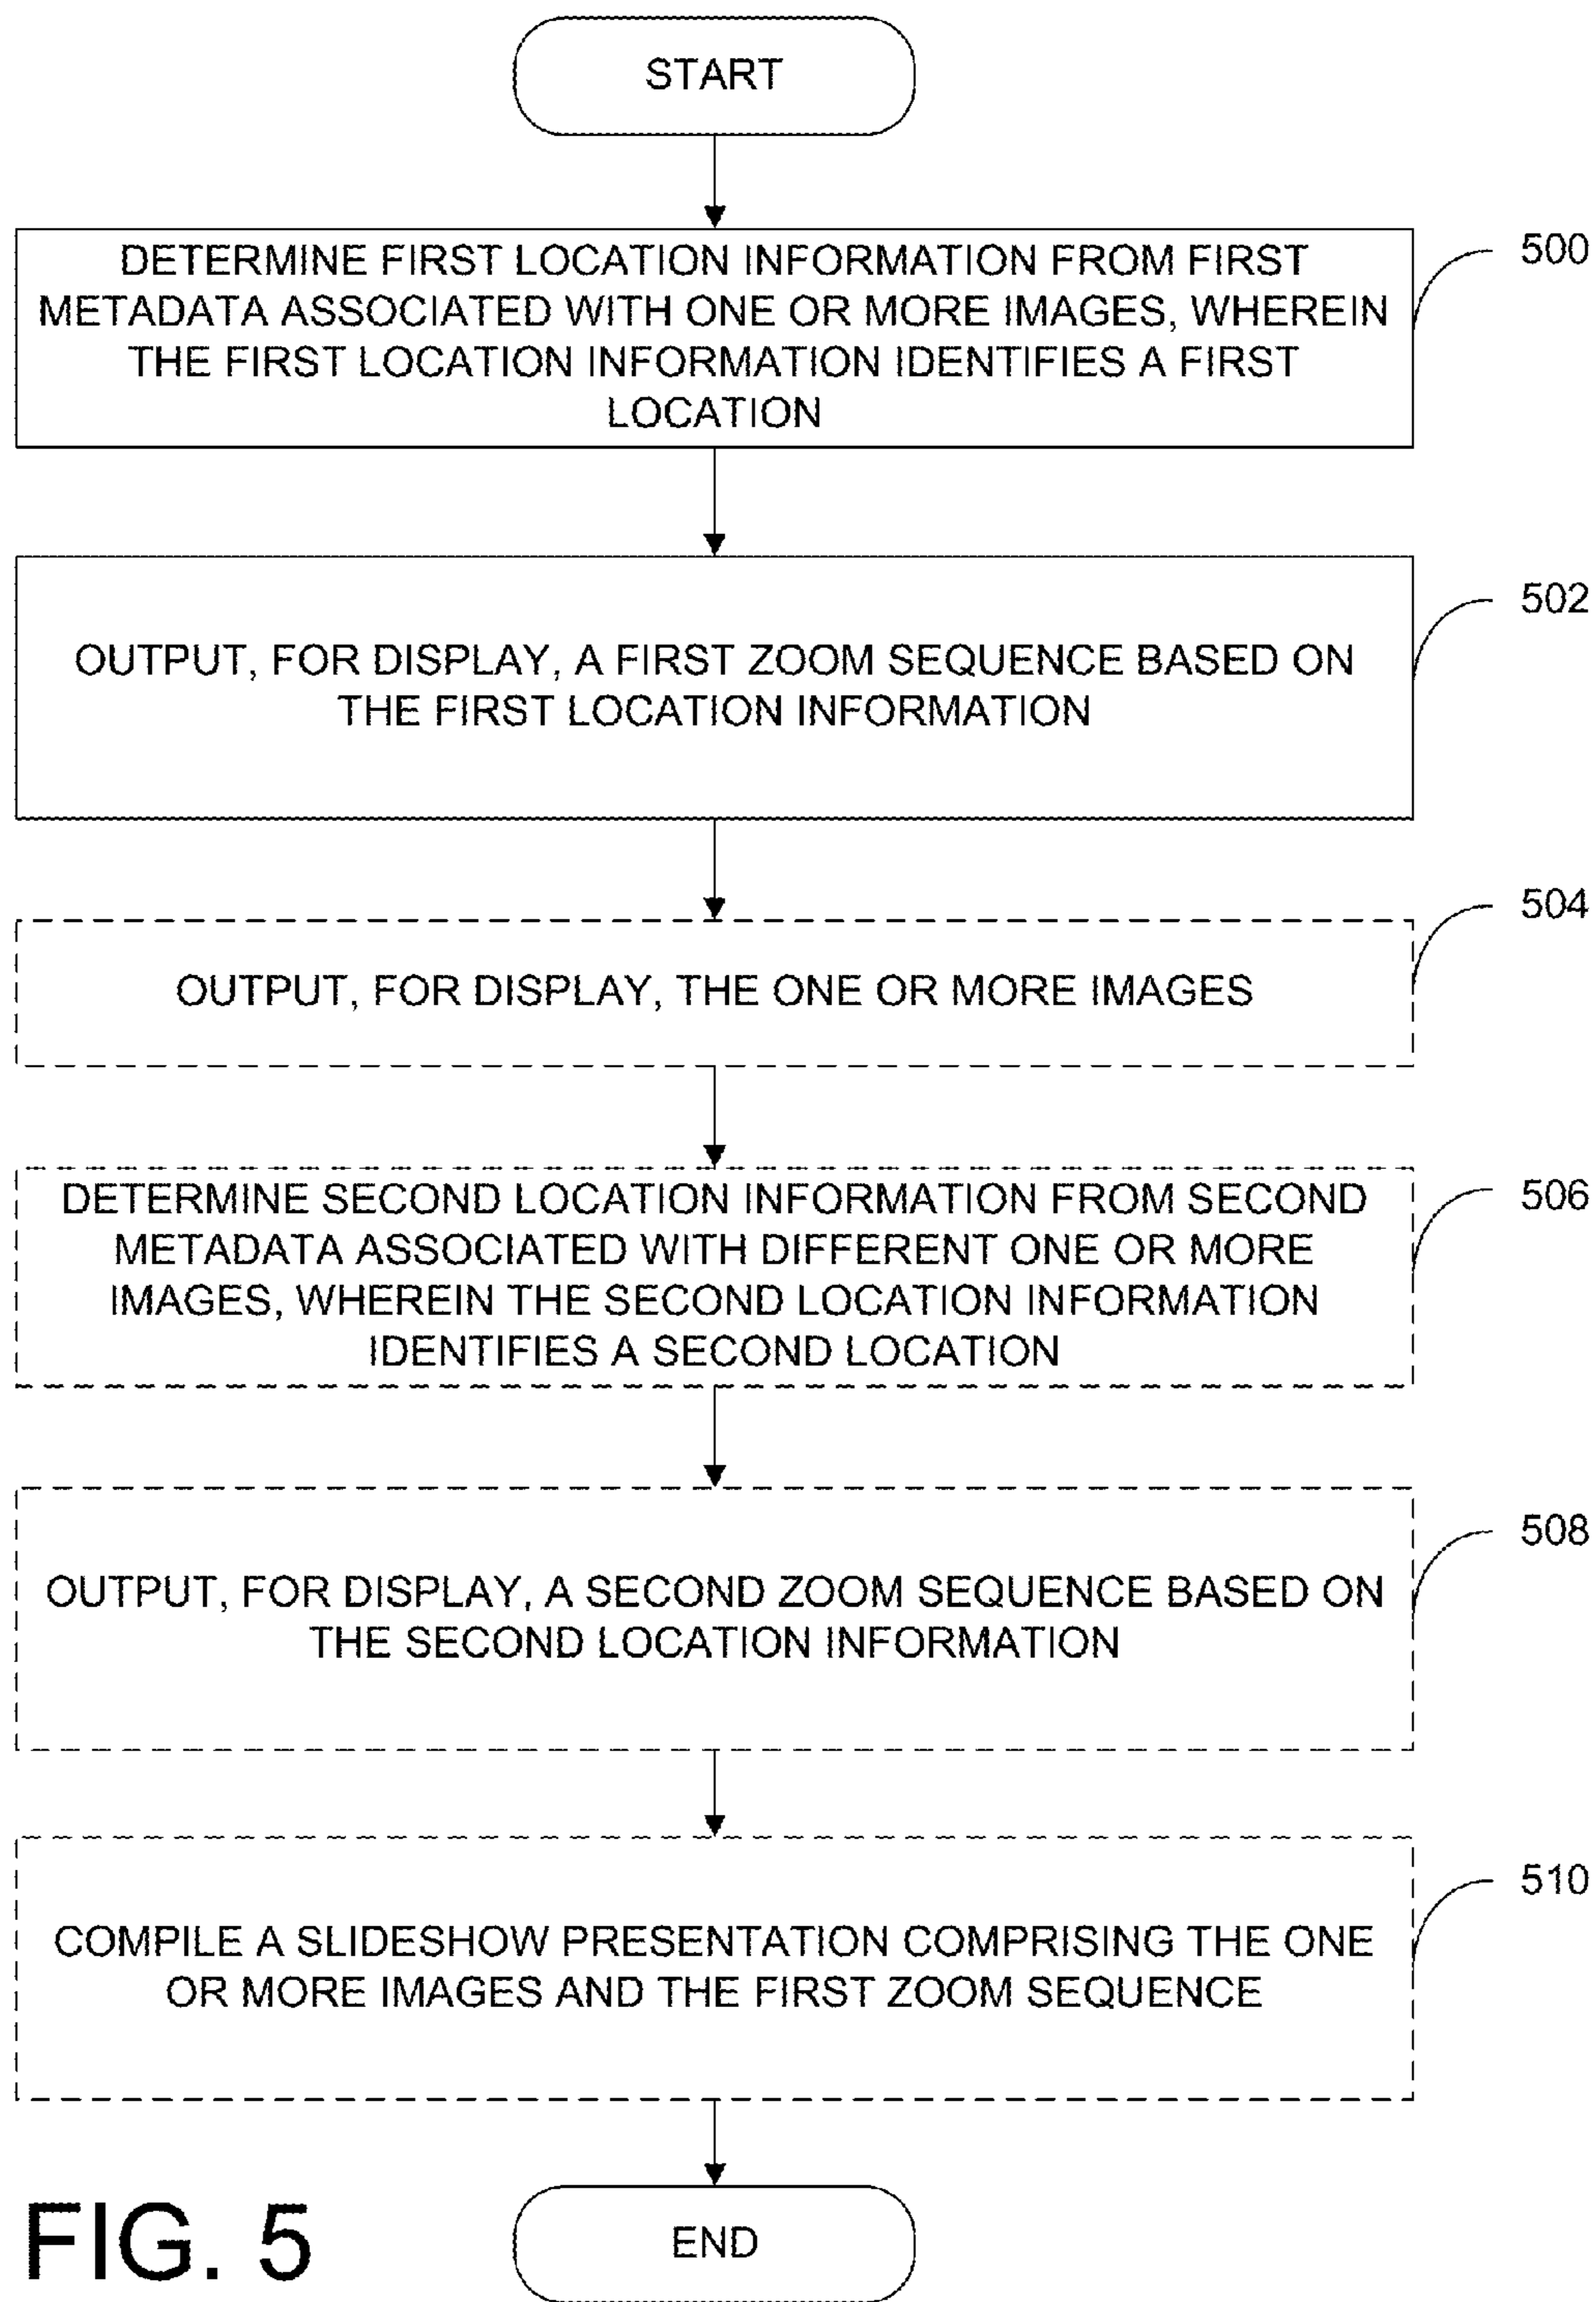 START
DETERMINE FIRST LOCATION INFORMATION FROM FIRST
METADATA ASSOCIATED WITH ONE OR MORE IMAGES, WHEREIN
THE FIRST LOCATION INFORMATION IDENTIFIES A FIRST
LOCATION
500
OUTPUT, FOR DISPLAY, A FIRST ZOOM SEQUENCE BASED ON
THE FIRST LOCATION INFORMATION
502
OUTPUT, FOR DISPLAY, THE ONE OR MORE IMAGES
504
DETERMINE SECOND LOCATION INFORMATION FROM SECOND
METADATA ASSOCIATED WITH DIFFERENT ONE OR MORE
IMAGES, WHEREIN THE SECOND LOCATION INFORMATION
IDENTIFIES A SECOND LOCATION
506
OUTPUT, FOR DISPLAY, A SECOND ZOOM SEQUENCE BASED ON
THE SECOND LOCATION INFORMATION
508
COMPILE A SLIDESHOW PRESENTATION COMPRISING THE ONE
OR MORE IMAGES AND THE FIRST ZOOM SEQUENCE
510
END
FIG. 5